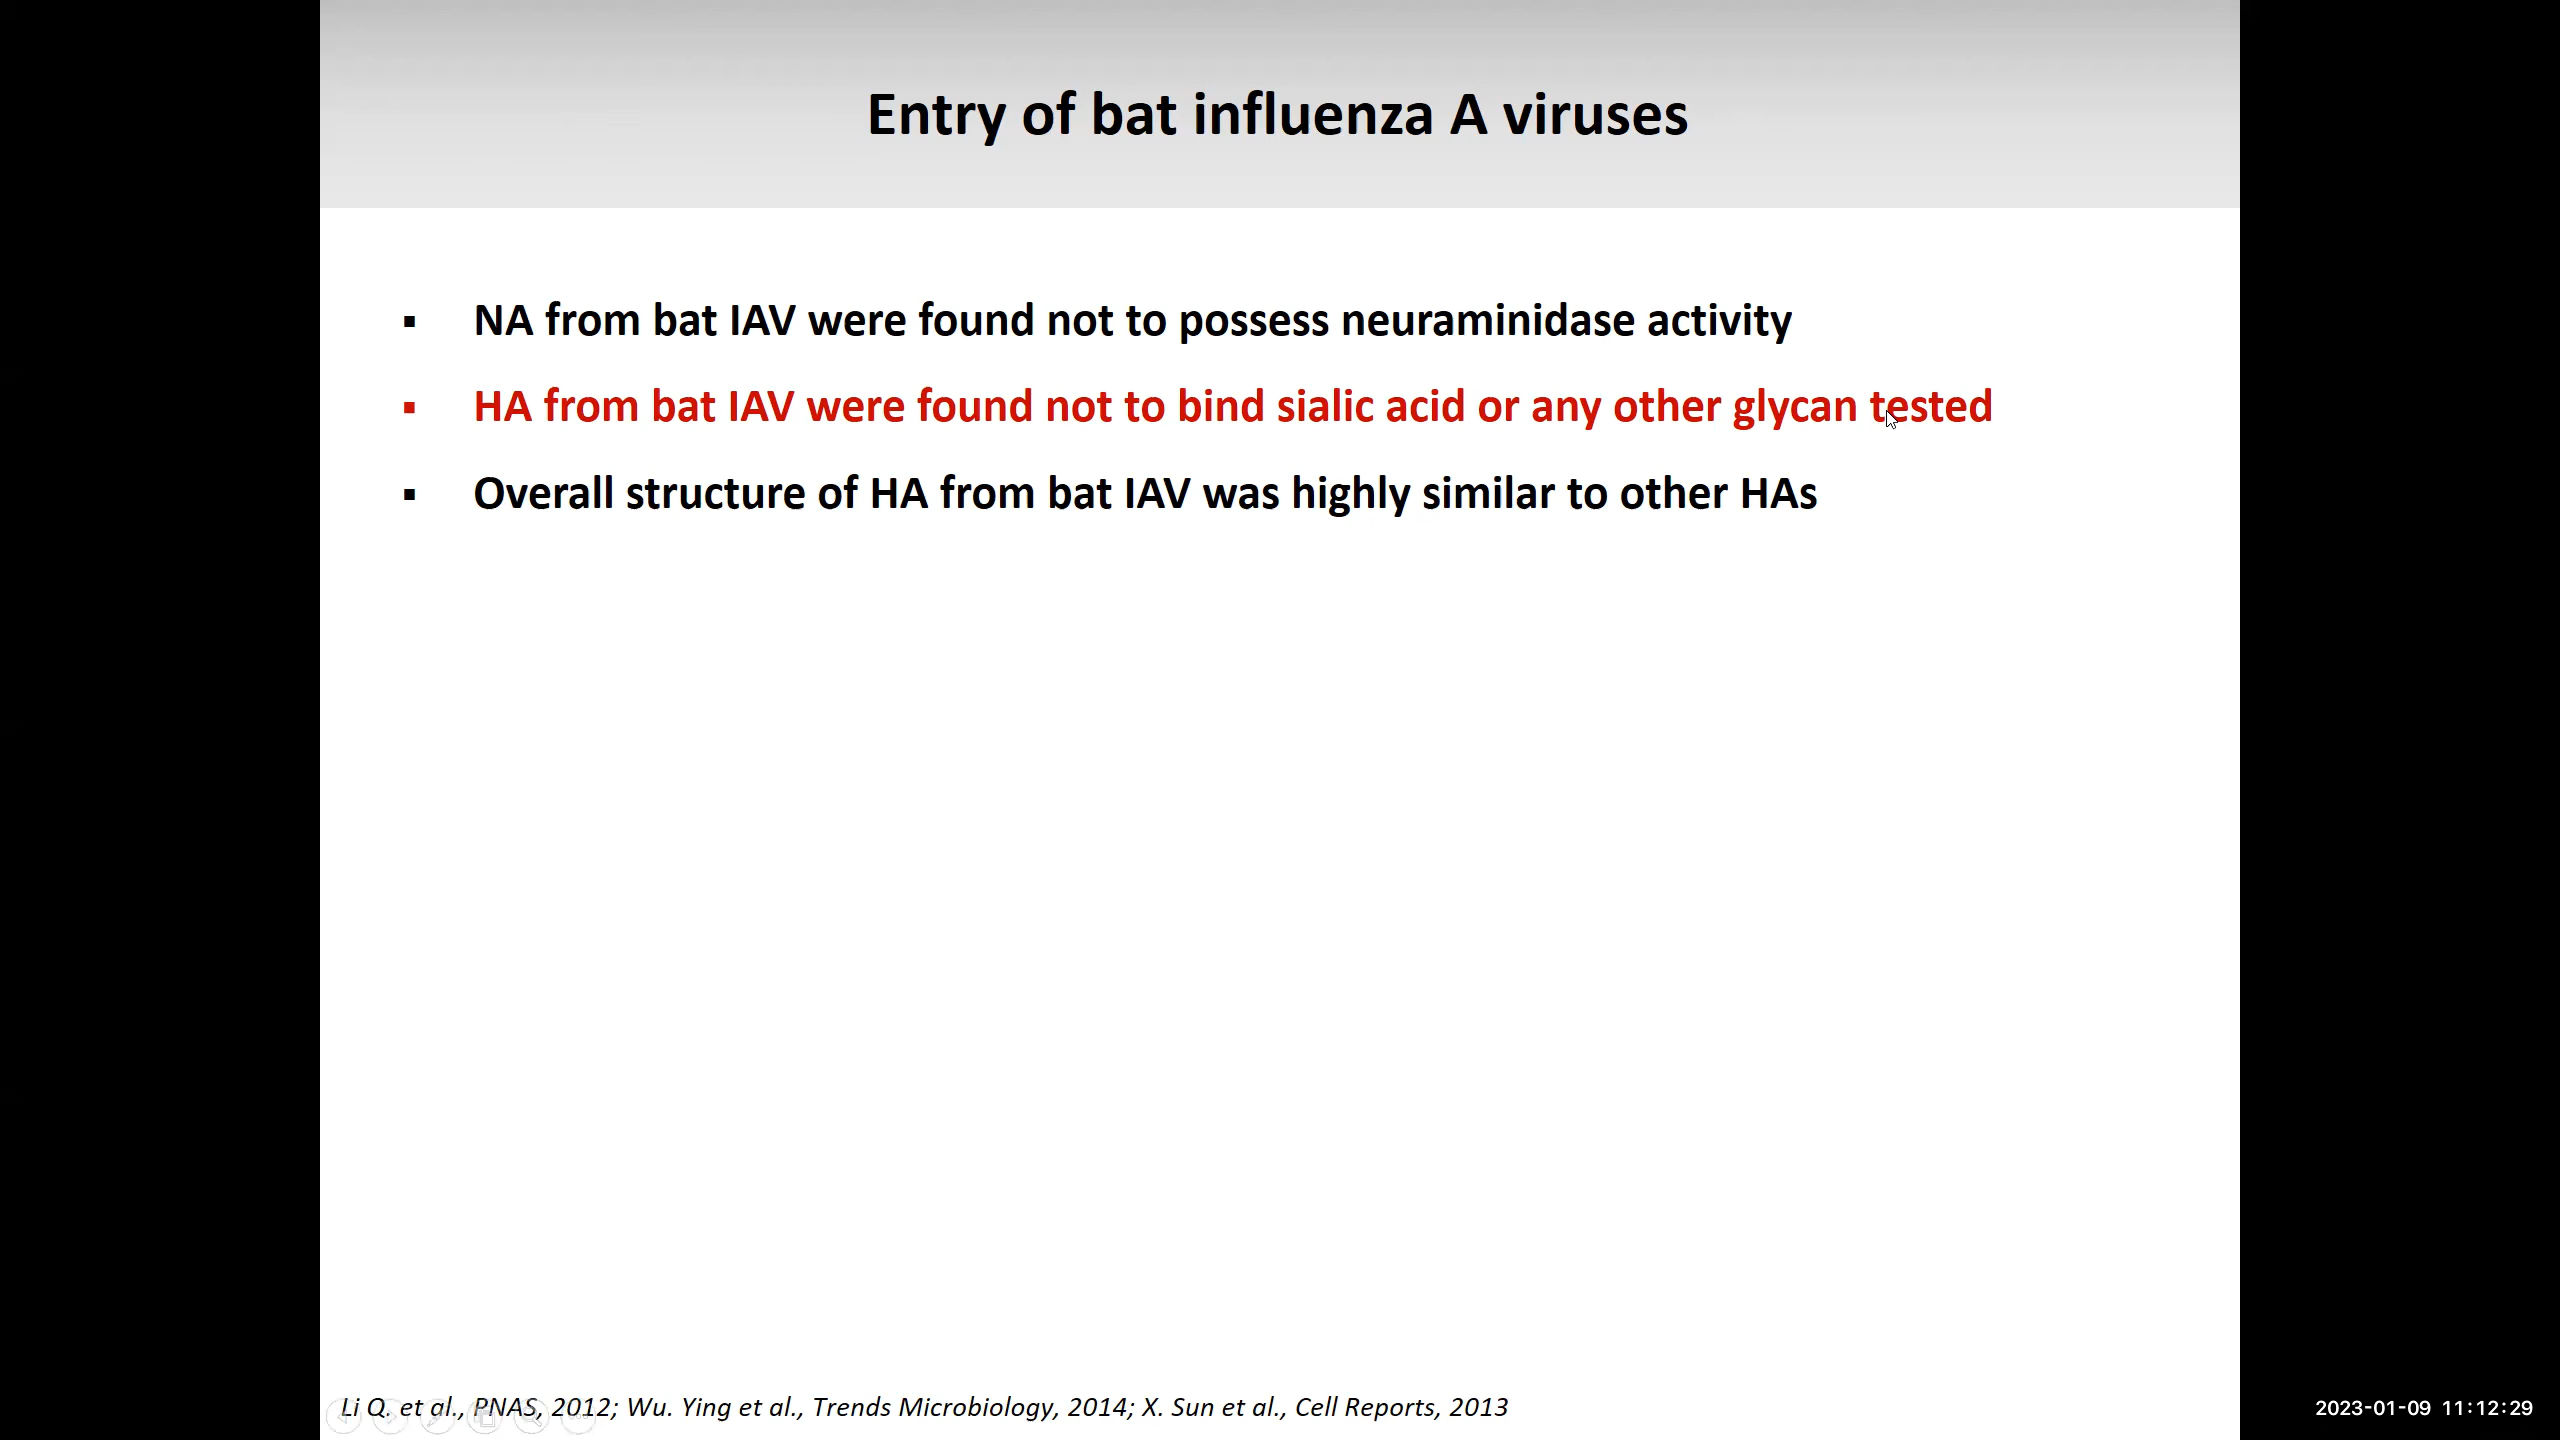 Entry of bat influenza A viruses
▪ NA from bat IAV were found not to possess neuraminidase activity
▪ HA from bat IAV were found not to bind sialic acid or any other glycan tested
▪ Overall structure of HA from bat IAV was highly similar to other HAs
Li Q. et al., PNAS, 2012; Wu. Ying et al., Trends Microbiology, 2014; X. Sun et al., Cell Reports, 2013
2023-01-09 11:12:29